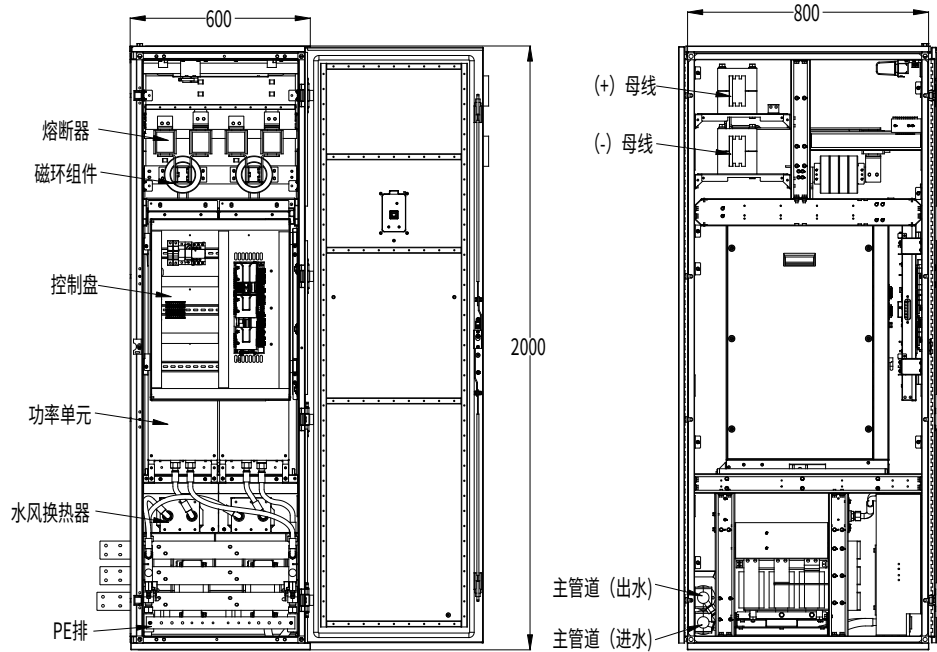 600
800
熔断器
磁环组件
控制盘
功率单元
水风换热器
PE排
2000
(+) 母线
(-) 母线
主管道（出水）
主管道（进水）